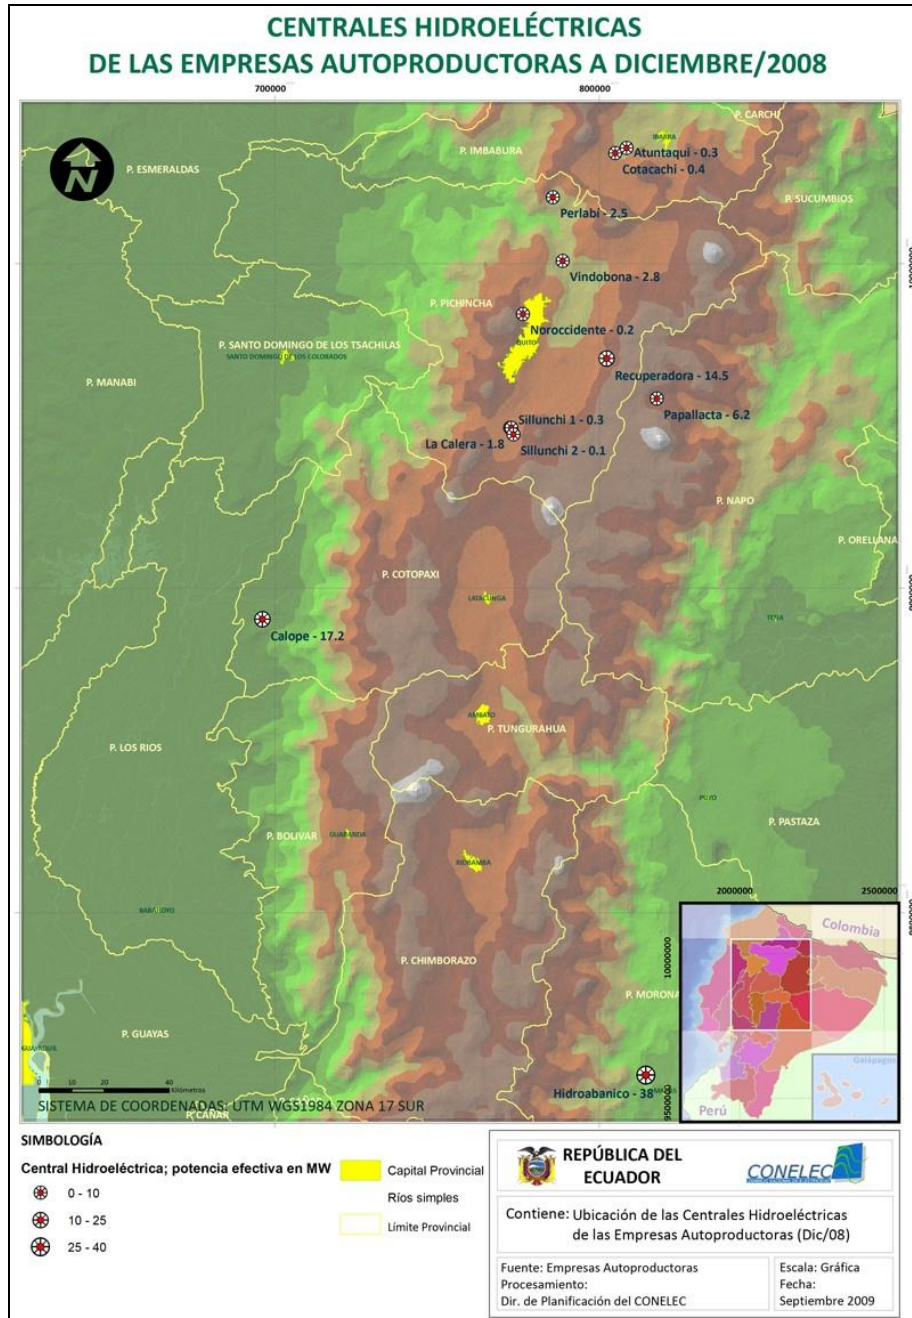 CENTRALES HIDROELÉCTRICAS
DE LAS EMPRESAS AUTOPRODUCTORAS A DICIEMBRE/2008
700000
800000
P. CARCHI
IBARRA
P. IMBABURA
Atuntaqui - 0.3
Cotacachi - 0.4
N
P. ESMERALDAS
P. SUCUMBIOS
Perlabí - 2.5
Vindobona - 2.8
10000000
P. PICHINCHA
Noroccidente - 0.2
QUITO
P. SANTO DOMINGO DE LOS TSACHILAS
SANTO DOMINGO DE LOS COLORADOS
Recuperadora - 14.5
P. MANABI
Papallacta - 6.2
Sillunchi 1 - 0.3
La Calera - 1.8
Sillunchi 2 - 0.1
P. NAPO
P. ORELLANA
P. COTOPAXI
LATACUNGA
TENA
Calope - 17.2
AMBATO
P. TUNGURAHUA
P. LOS RIOS
PUYO
P. PASTAZA
P. BOLIVAR
GUARANDA
RIOBAMBA
BABAHOYO
2000000
2500000
Colombia
10000000
P. CHIMBORAZO
P. MORONA
P. GUAYAS
GUAYAQUIL
Galápagos
Hidroabanico - 38
Perú
9500000
0
20
40
Kilómetros
SISTEMA DE COORDENADAS: UTM WGS1984 ZONA 17 SUR
P. CAÑAR
SIMBOLOGÍA
Central Hidroeléctrica; potencia efectiva en MW
0 - 10
10 - 25
25 - 40
Capital Provincial
Ríos simples
Límite Provincial
REPÚBLICA DEL
ECUADOR
CONELEC
Contiene: Ubicación de las Centrales Hidroeléctricas
de las Empresas Autoproductoras (Dic/08)
Fuente: Empresas Autoproductoras
Procesamiento:
Dir. de Planificación del CONELEC
Escala: Gráfica
Fecha:
Septiembre 2009